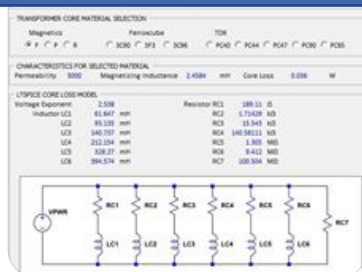 TRANSFORMER CORE MATERIAL SELECTION
Magnetics Ferroxcube TDK
F P R 3C90 3F3 3C96 PC40 PC44 PC47 PC90 PC95
CHARACTERISTICS FOR SELECTED MATERIAL
Permeability 3000 Magnetizing Inductance 2.4584 mH Core Loss 0.036 W
LTSPICE CORE LOSS MODEL
Voltage Exponent 2.538 Resistor RC1 189.11 Ω
Inductor LC1 61.647 mH RC2 1.71429 kΩ
LC2 93.135 mH RC3 15.543 kΩ
LC3 140.737 mH RC4 140.58111 kΩ
LC4 212.154 mH RC5 1.305 MΩ
LC5 328.27 mH RC6 9.412 MΩ
LC6 394.574 mH RC7 100.504 MΩ
VPWR RC1 RC2 RC3 RC4 RC5 RC6 RC7
LC1 LC2 LC3 LC4 LC5 LC6